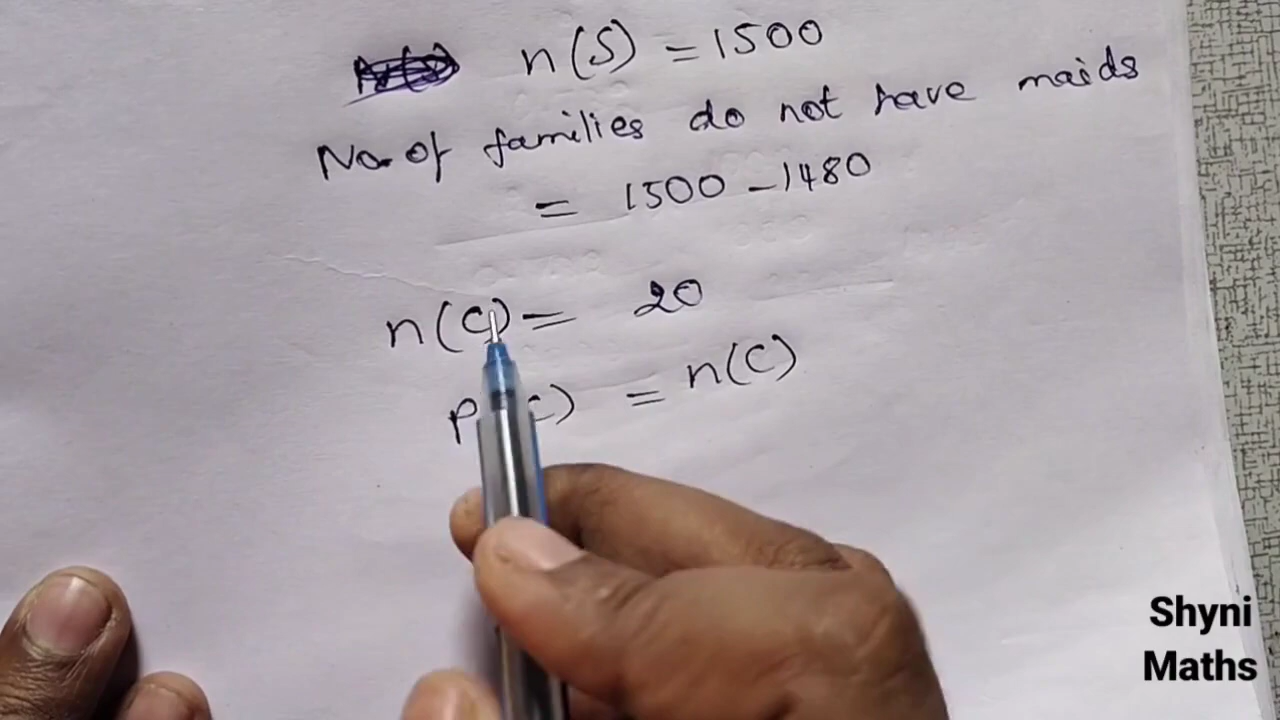 n(S) = 1500
No. of families do not have maids
= 1500 - 1480
n(C) = 20
P(C) = n(C)
Shyni
Maths